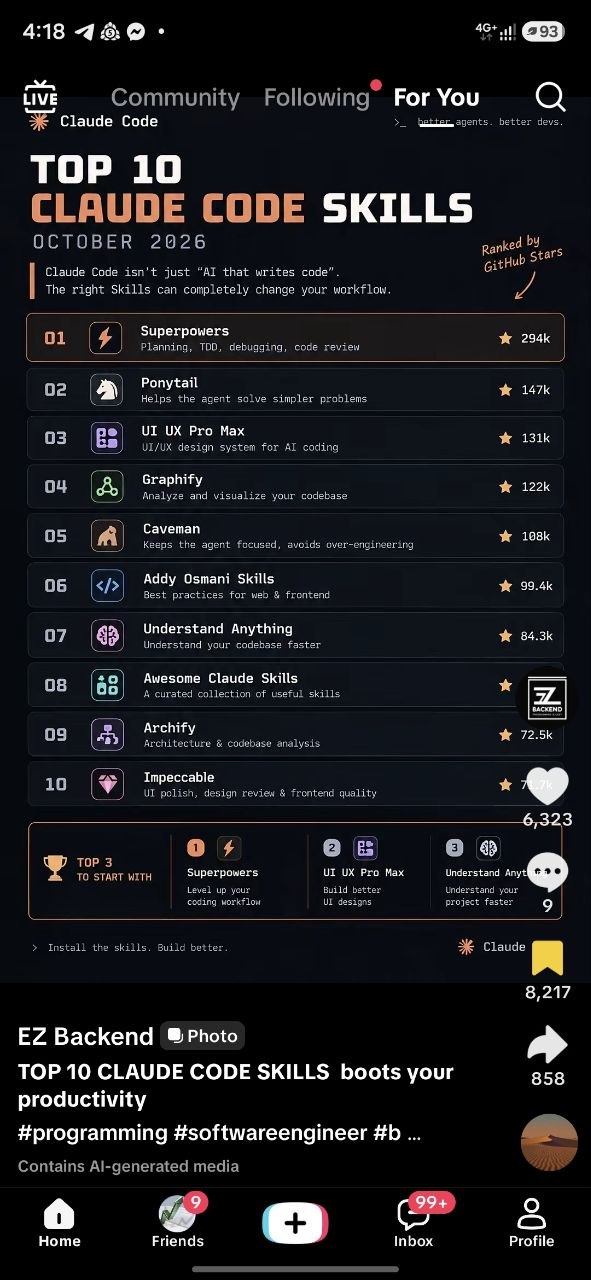 4:18
4G+
93
LIVE
Community
Following
For You
Claude Code
>_ better agents. better devs.
TOP 10
CLAUDE CODE SKILLS
OCTOBER 2026
Ranked by
GitHub Stars
Claude Code isn't just “AI that writes code”.
The right Skills can completely change your workflow.
01 Superpowers 294k
Planning, TDD, debugging, code review
02 Ponytail 147k
Helps the agent solve simpler problems
03 UI UX Pro Max 131k
UI/UX design system for AI coding
04 Graphify 122k
Analyze and visualize your codebase
05 Caveman 108k
Keeps the agent focused, avoids over-engineering
06 Addy Osmani Skills 99.4k
Best practices for web & frontend
07 Understand Anything 84.3k
Understand your codebase faster
08 Awesome Claude Skills
A curated collection of useful skills
EZ
BACKEND
09 Archify 72.5k
Architecture & codebase analysis
10 Impeccable
UI polish, design review & frontend quality
6,323
TOP 3
TO START WITH
1
Superpowers
Level up your
coding workflow
2
UI UX Pro Max
Build better
UI designs
3
Understand
Understand your
project faster
9
> Install the skills. Build better.
Claude
8,217
EZ Backend
Photo
TOP 10 CLAUDE CODE SKILLS boots your
productivity
858
#programming #softwareengineer #b ...
Contains AI-generated media
Home
Friends
9
Inbox
99+
Profile